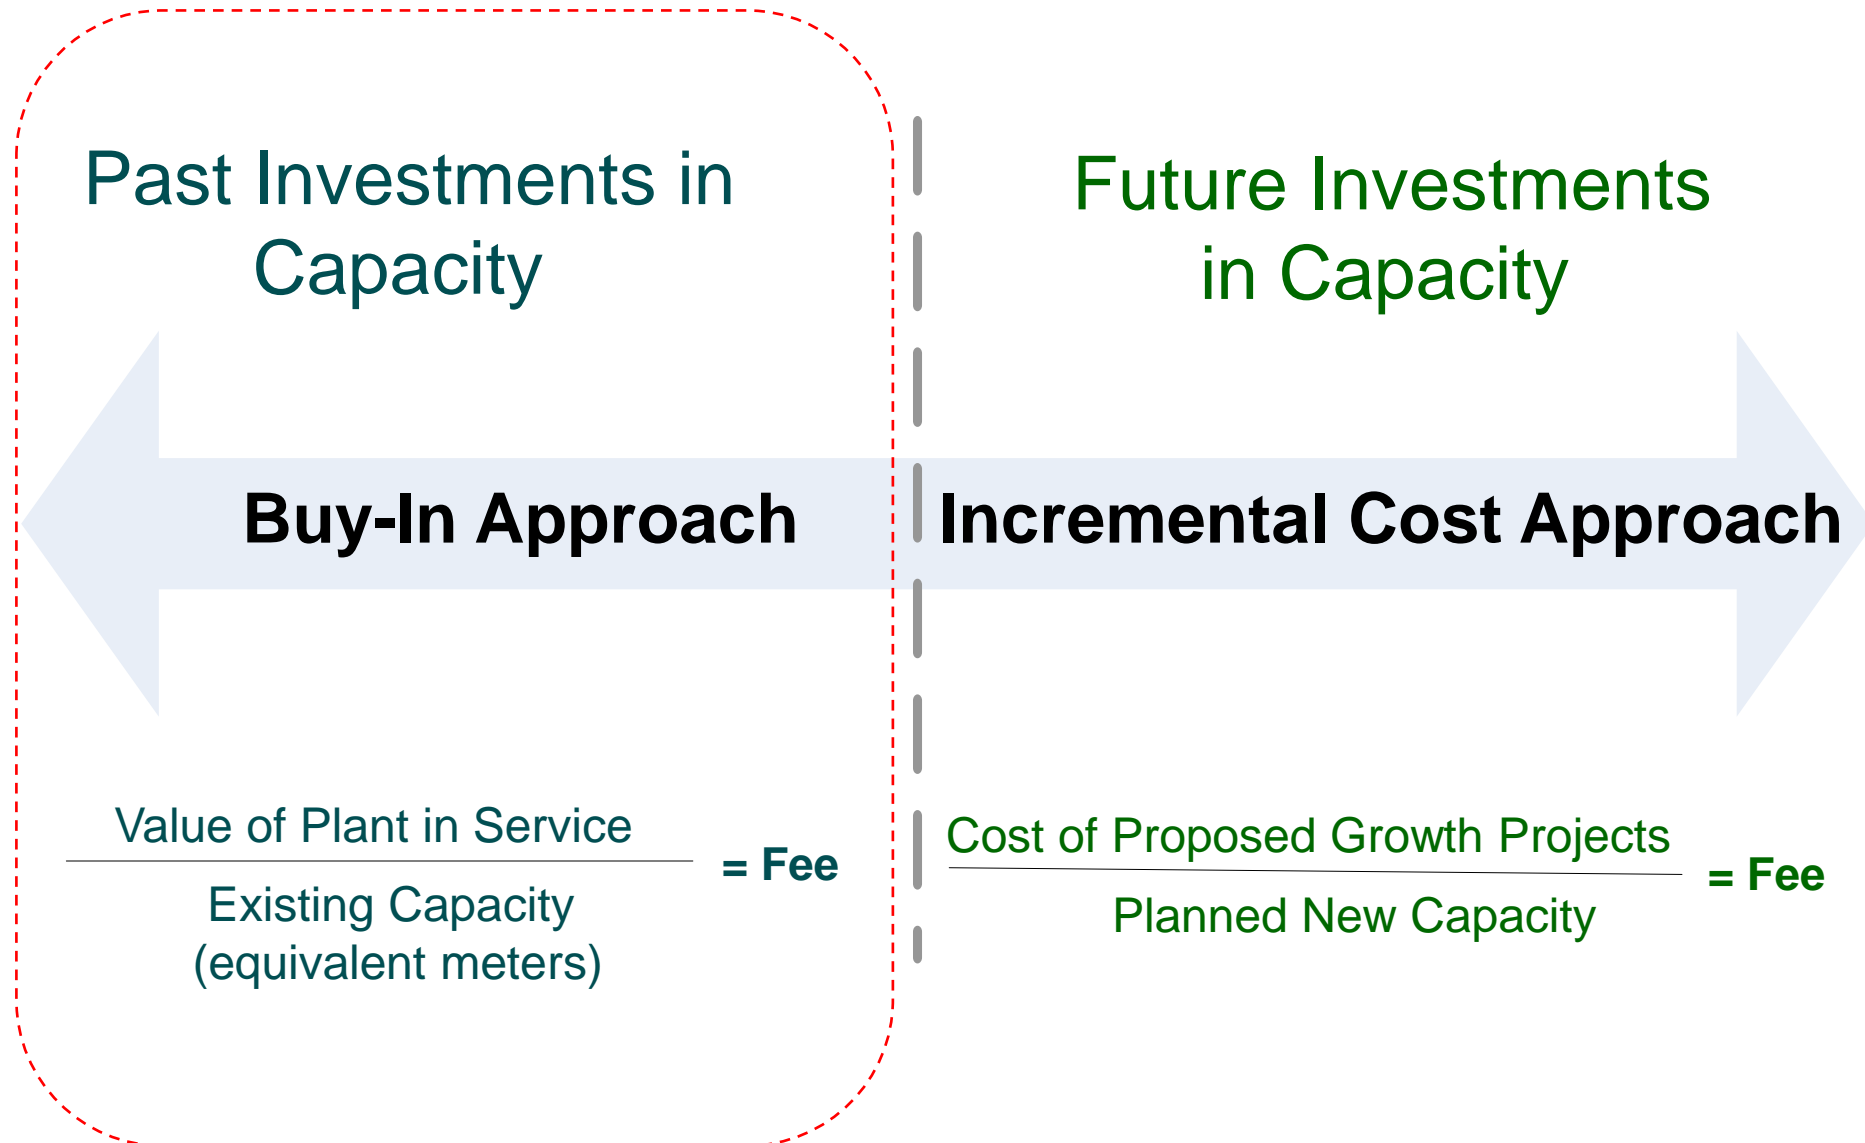 Past Investments in
Capacity
Future Investments
in Capacity
Buy-In Approach
Incremental Cost Approach
Value of Plant in Service
Existing Capacity
(equivalent meters)
= Fee
Cost of Proposed Growth Projects
Planned New Capacity
= Fee